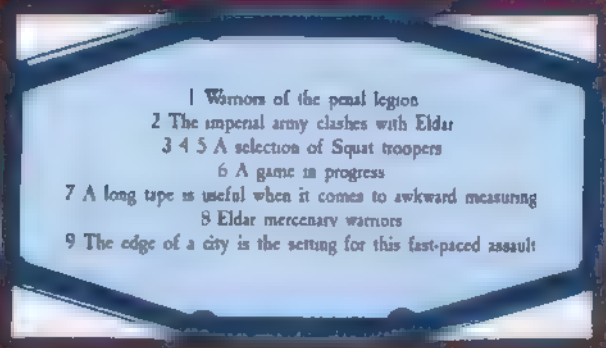 1 Warriors of the penal legion
2 The imperial army clashes with Eldar
3 4 5 A selection of Squat troopers
6 A game in progress
7 A long tape is useful when it comes to awkward measuring
8 Eldar mercenary warriors
9 The edge of a city is the setting for this fast-paced assault